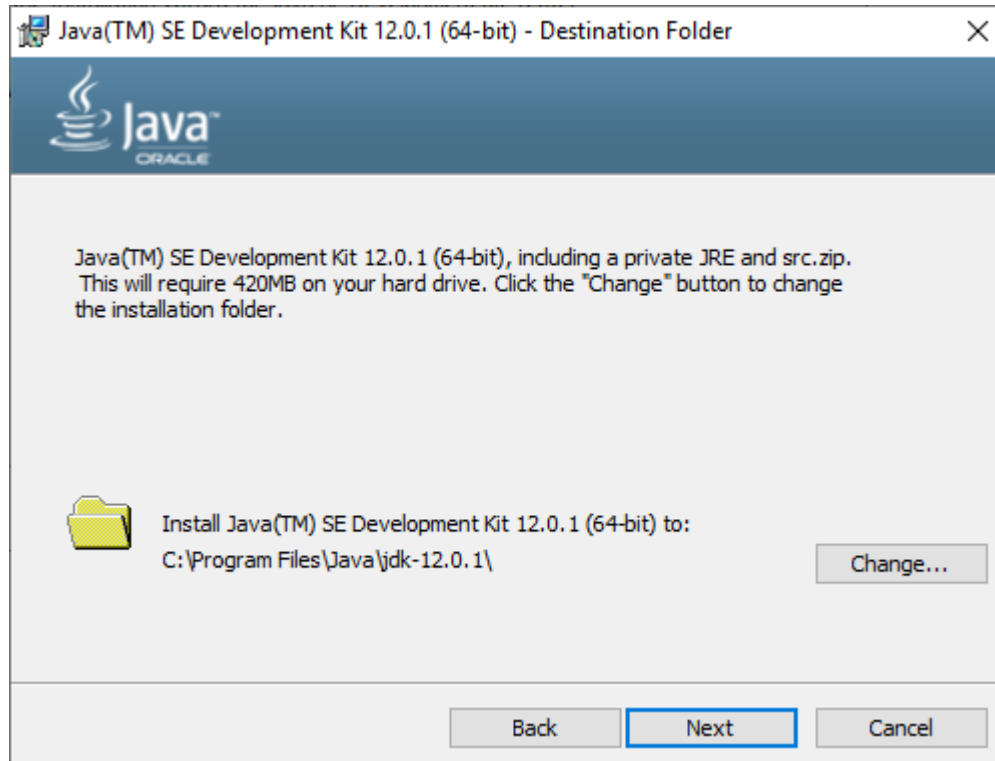 Java(TM) SE Development Kit 12.0.1 (64-bit) - Destination Folder
Java™
ORACLE
Java(TM) SE Development Kit 12.0.1 (64-bit), including a private JRE and src.zip.
This will require 420MB on your hard drive. Click the "Change" button to change
the installation folder.
Install Java(TM) SE Development Kit 12.0.1 (64-bit) to:
C:\Program Files\Java\jdk-12.0.1\
Change...
Back
Next
Cancel